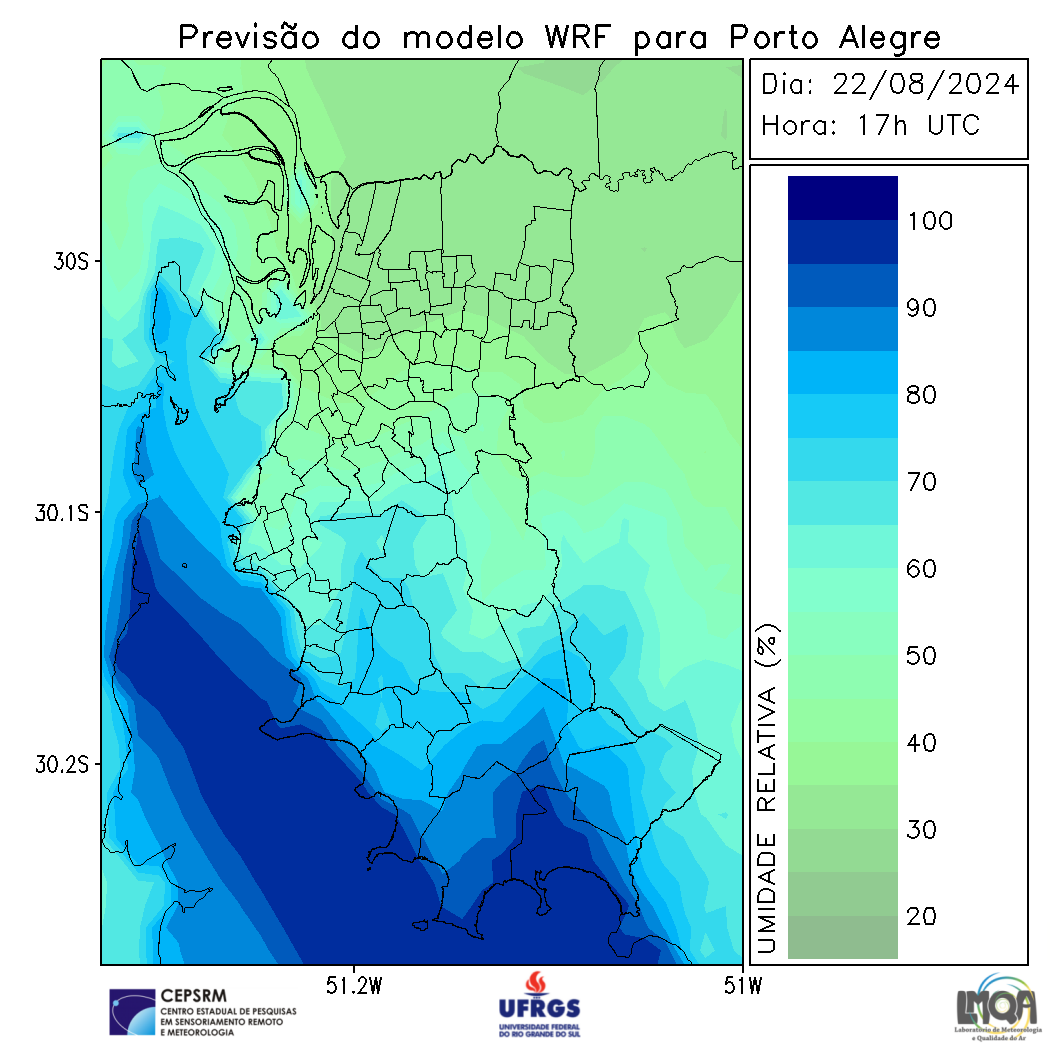 Previsão do modelo WRF para Porto Alegre
Dia: 22/08/2024
Hora: 17h UTC
100
90
80
70
60
50
40
30
20
UMIDADE RELATIVA (%)
30S
30.1S
30.2S
51.2W
51W
CEPSRM
CENTRO ESTADUAL DE PESQUISAS
EM SENSORIAMENTO REMOTO
E METEOROLOGIA
UFRGS
UNIVERSIDADE FEDERAL
DO RIO GRANDE DO SUL
LMQA
Laboratório de Meteorologia
e Qualidade do Ar